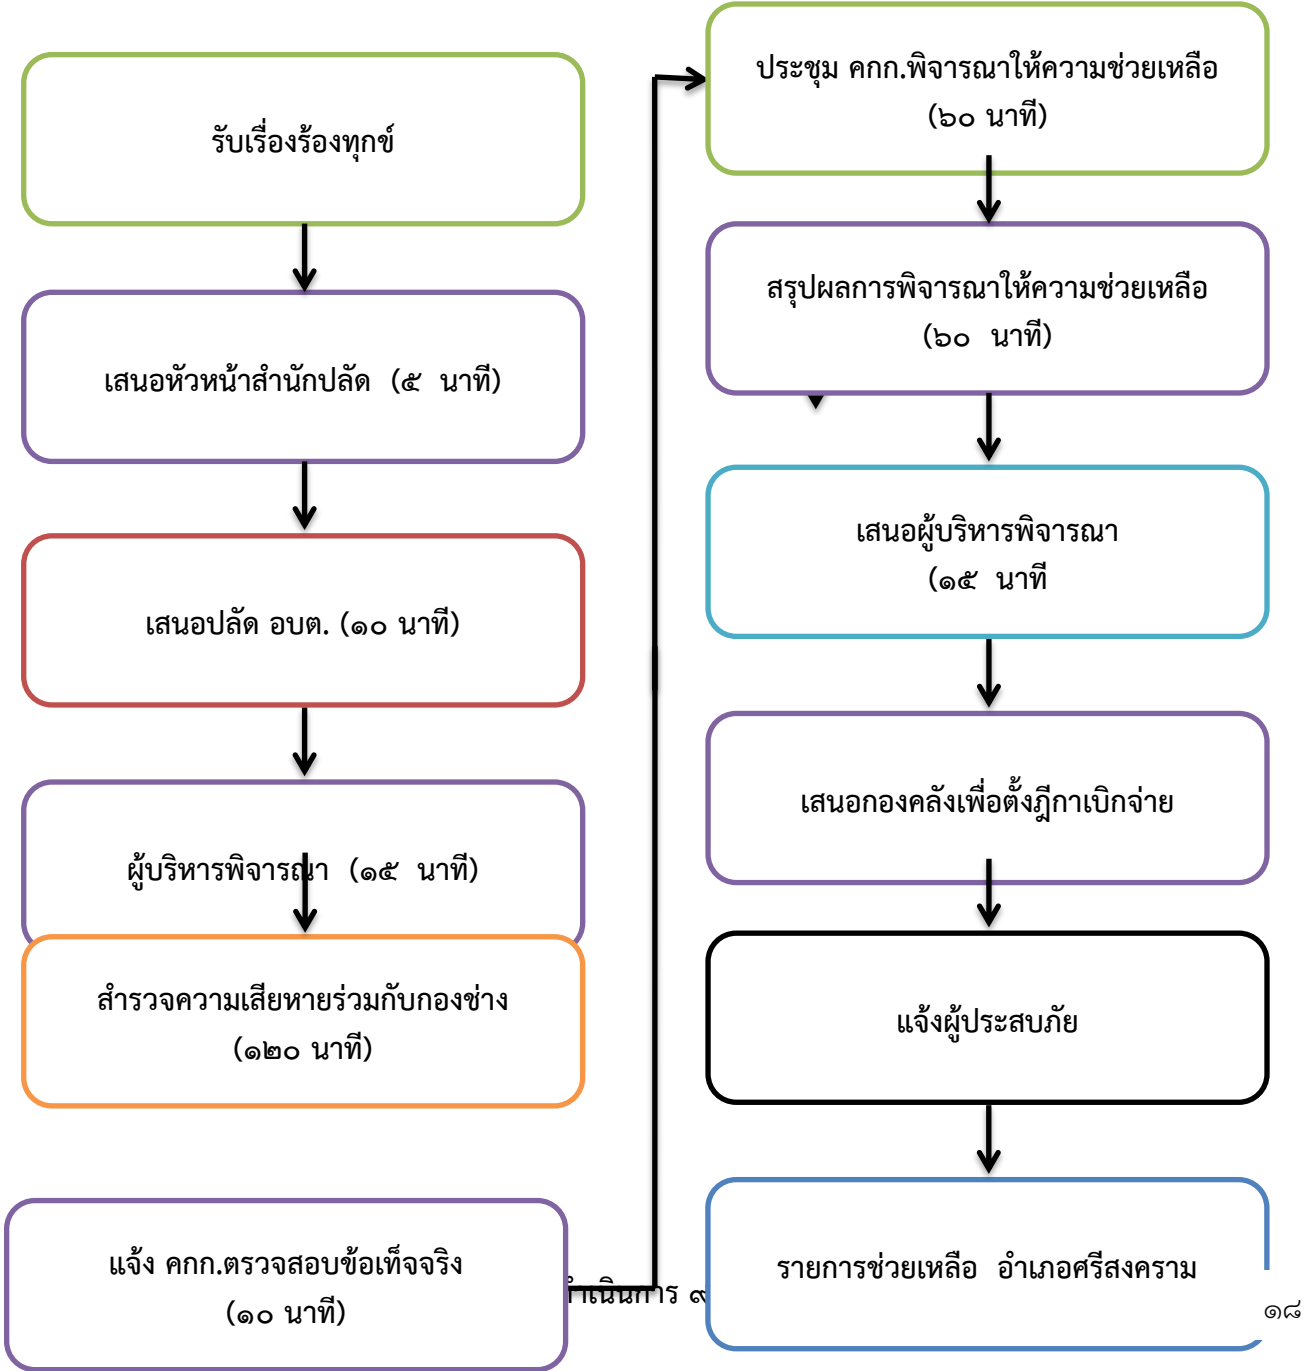 รับเรื่องร้องทุกข์
เสนอหัวหน้าสำนักปลัด (๕ นาที)
เสนอปลัด อบต. (๑๐ นาที)
ผู้บริหารพิจารณา (๑๕ นาที)
สำรวจความเสียหายร่วมกับกองช่าง
(๑๒๐ นาที)
แจ้ง คกก.ตรวจสอบข้อเท็จจริง
(๑๐ นาที)
ประชุม คกก.พิจารณาให้ความช่วยเหลือ
(๖๐ นาที)
สรุปผลการพิจารณาให้ความช่วยเหลือ
(๖๐ นาที)
เสนอผู้บริหารพิจารณา
(๑๕ นาที
เสนอกองคลังเพื่อตั้งฎีกาเบิกจ่าย
แจ้งผู้ประสบภัย
รายการช่วยเหลือ อำเภอศรีสงคราม
๑๘